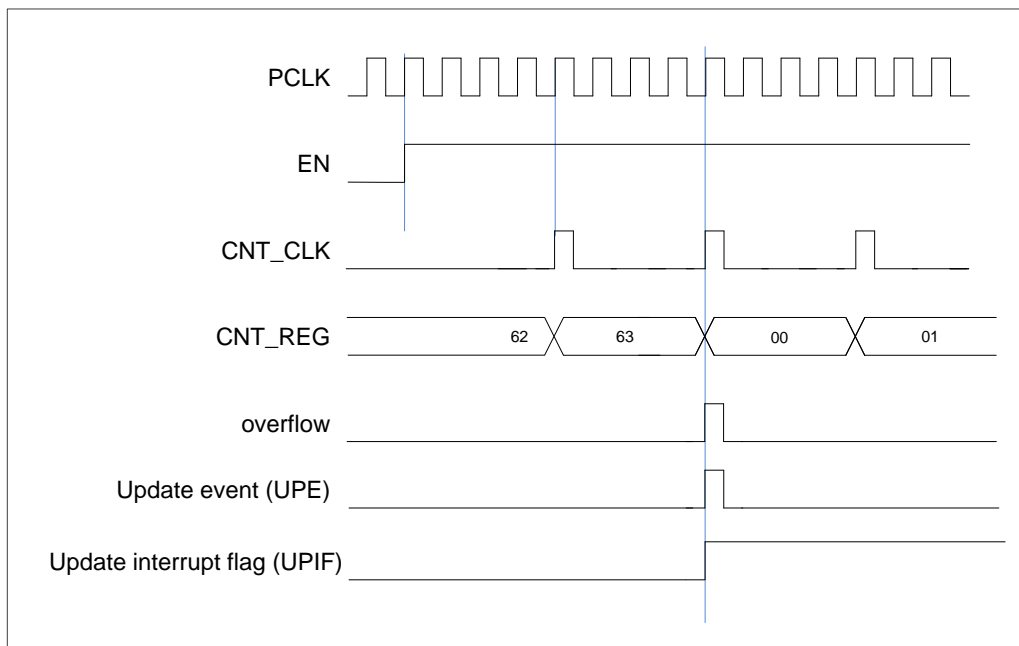 PCLK
EN
CNT_CLK
CNT_REG
62
63
00
01
overflow
Update event (UPE)
Update interrupt flag (UPIF)